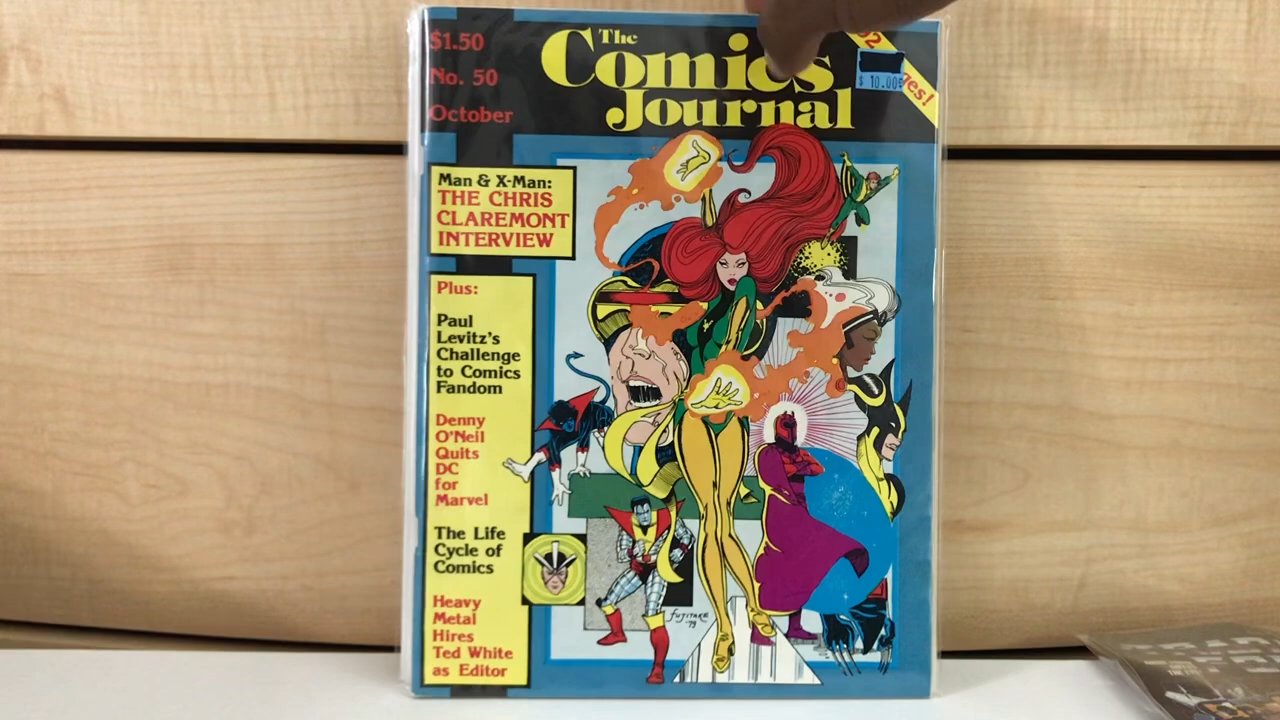 $1.50
No. 50
October
The
Comics
Journal
$ 10.00
Man & X-Man:
THE CHRIS
CLAREMONT
INTERVIEW
Plus:
Paul
Levitz's
Challenge
to Comics
Fandom
Denny
O'Neil
Quits
DC
for
Marvel
The Life
Cycle of
Comics
Heavy
Metal
Hires
Ted White
as Editor
FUJITAKE
'79